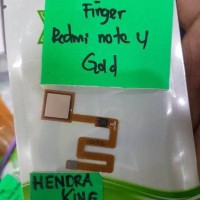 Finger
Redmi note 4
Gold
HENDRA
KING